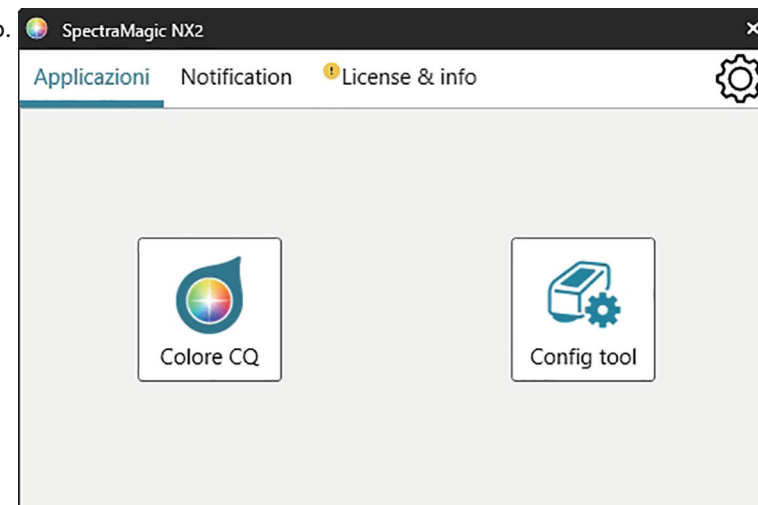 o.
SpectraMagic NX2
Applicazioni Notification License & info
Colore CQ Config tool